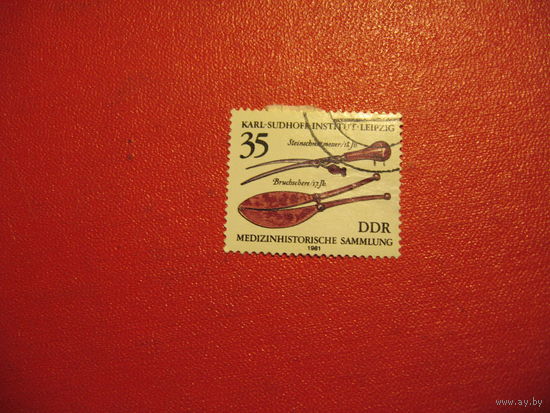 KARL-SUDHOFF-INSTITUT·LEIPZIG
35
Steinschnittmesser/18.Jh.
Bruchschere/17.Jh.
DDR
MEDIZINHISTORISCHE SAMMLUNG
1981
www.ay.by